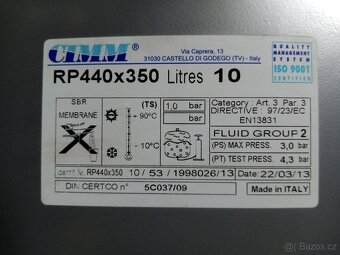 CIMM
Via Caprera, 13
31030 CASTELLO DI GODEGO (TV) - Italy
QUALITY
MANAGEMENT
SYSTEM
ISO 9001
CERTIFIED
RP440x350 Litres 10
SBR
MEMBRANE
(TS)
+ 90°C
- 10°C
1,0 bar
bar
Category: Art.3 Par.3
DIRECTIVE : 97/23/EC
EN13831
FLUID GROUP 2
(PS) MAX PRESS. 3,0 bar
(PT) TEST PRESS. 4,3 bar
Identif. N° RP440x350 10 / 53 / 1998026/13 Date 22/03/13
DIN CERTCO n° 5C037/09
Made in ITALY
bazoš.cz